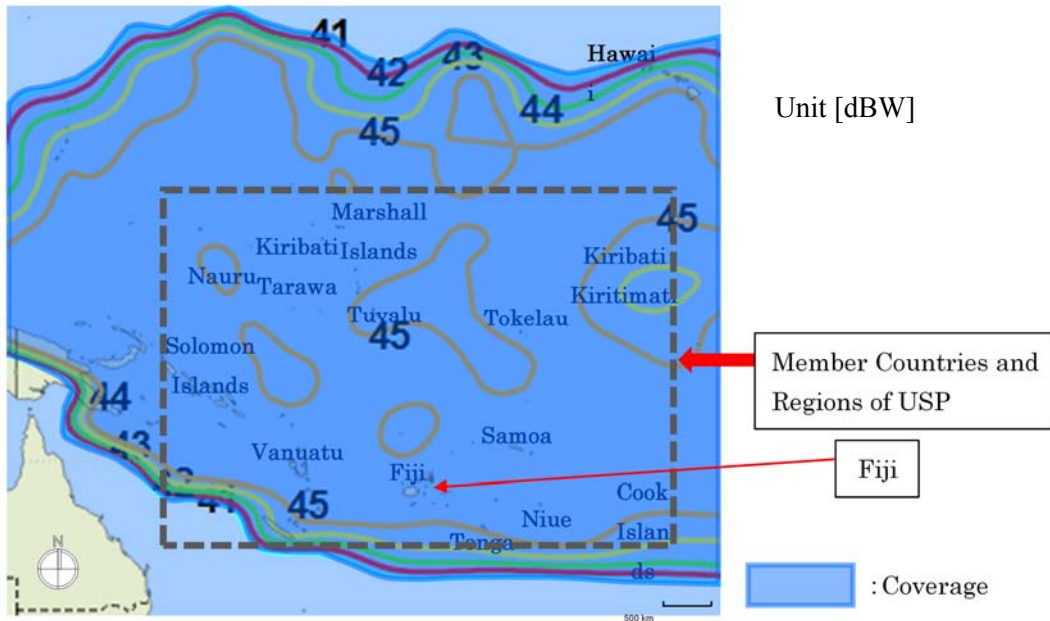 41
42
43
Hawai
i
44
45
Unit [dBW]
Marshall
Islands
Kiribati
Tarawa
Nauru
45
Kiribati
Kiritimati
Tuvalu
45
Tokelau
Solomon
Islands
Member Countries and
Regions of USP
44
43
42
41
Vanuatu
45
Fiji
Samoa
Fiji
Cook
Islan
ds
Niue
Tonga
N
: Coverage
500 km